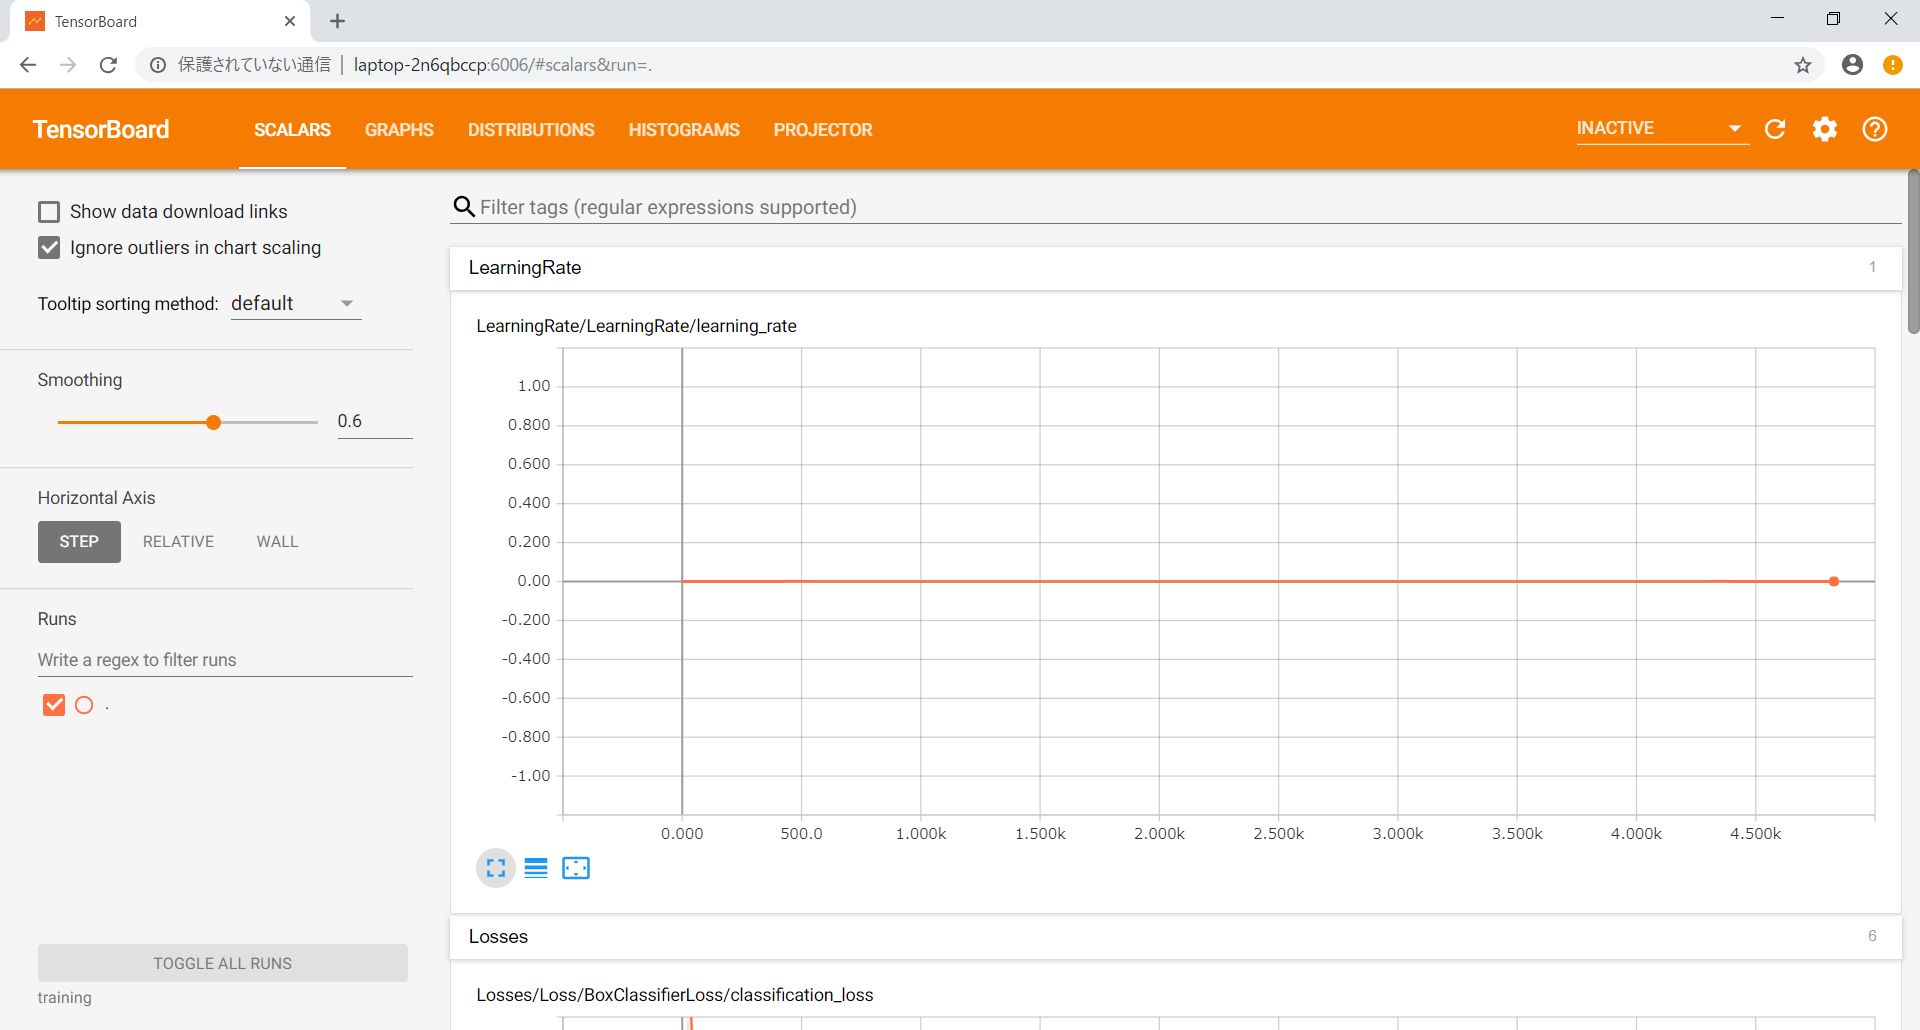 TensorBoard
保護されていない通信 | laptop-2n6qbccp:6006/#scalars&run=.
TensorBoard SCALARS GRAPHS DISTRIBUTIONS HISTOGRAMS PROJECTOR INACTIVE
Show data download links
Ignore outliers in chart scaling
Tooltip sorting method: default
Smoothing
0.6
Horizontal Axis
STEP RELATIVE WALL
Runs
Write a regex to filter runs
.
TOGGLE ALL RUNS
training
Filter tags (regular expressions supported)
LearningRate 1
LearningRate/LearningRate/learning_rate
1.00
0.800
0.600
0.400
0.200
0.00
-0.200
-0.400
-0.600
-0.800
-1.00
0.000 500.0 1.000k 1.500k 2.000k 2.500k 3.000k 3.500k 4.000k 4.500k
Losses 6
Losses/Loss/BoxClassifierLoss/classification_loss